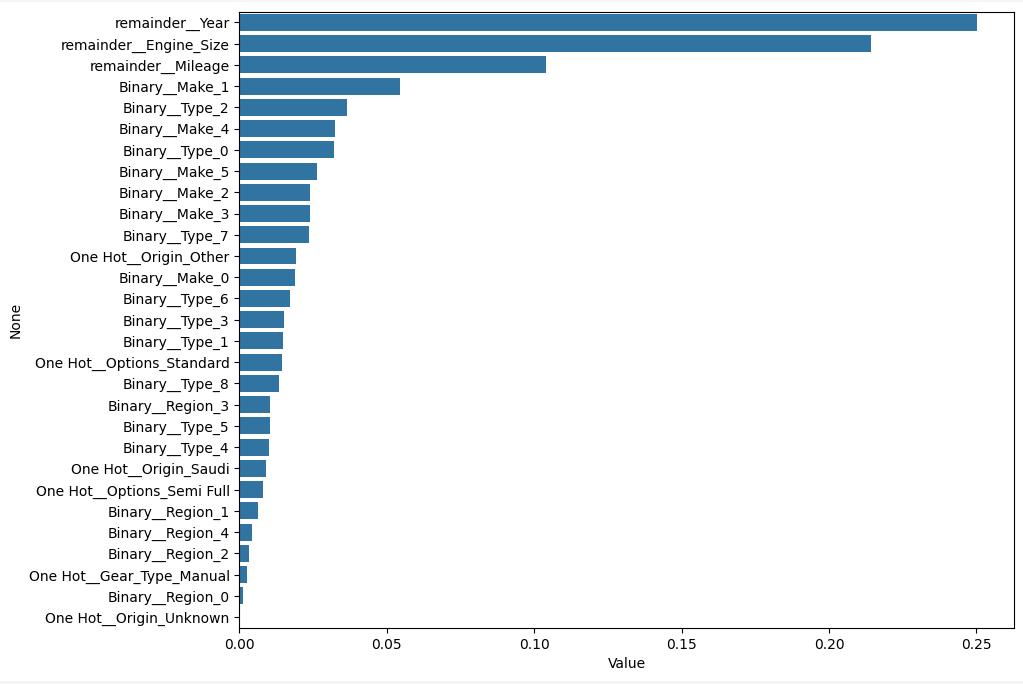 remainder__Year
remainder__Engine_Size
remainder__Mileage
Binary__Make_1
Binary__Type_2
Binary__Make_4
Binary__Type_0
Binary__Make_5
Binary__Make_2
Binary__Make_3
Binary__Type_7
One Hot__Origin_Other
Binary__Make_0
Binary__Type_6
Binary__Type_3
Binary__Type_1
One Hot__Options_Standard
Binary__Type_8
Binary__Region_3
Binary__Type_5
Binary__Type_4
One Hot__Origin_Saudi
One Hot__Options_Semi Full
Binary__Region_1
Binary__Region_4
Binary__Region_2
One Hot__Gear_Type_Manual
Binary__Region_0
One Hot__Origin_Unknown
None
0.00 0.05 0.10 0.15 0.20 0.25
Value